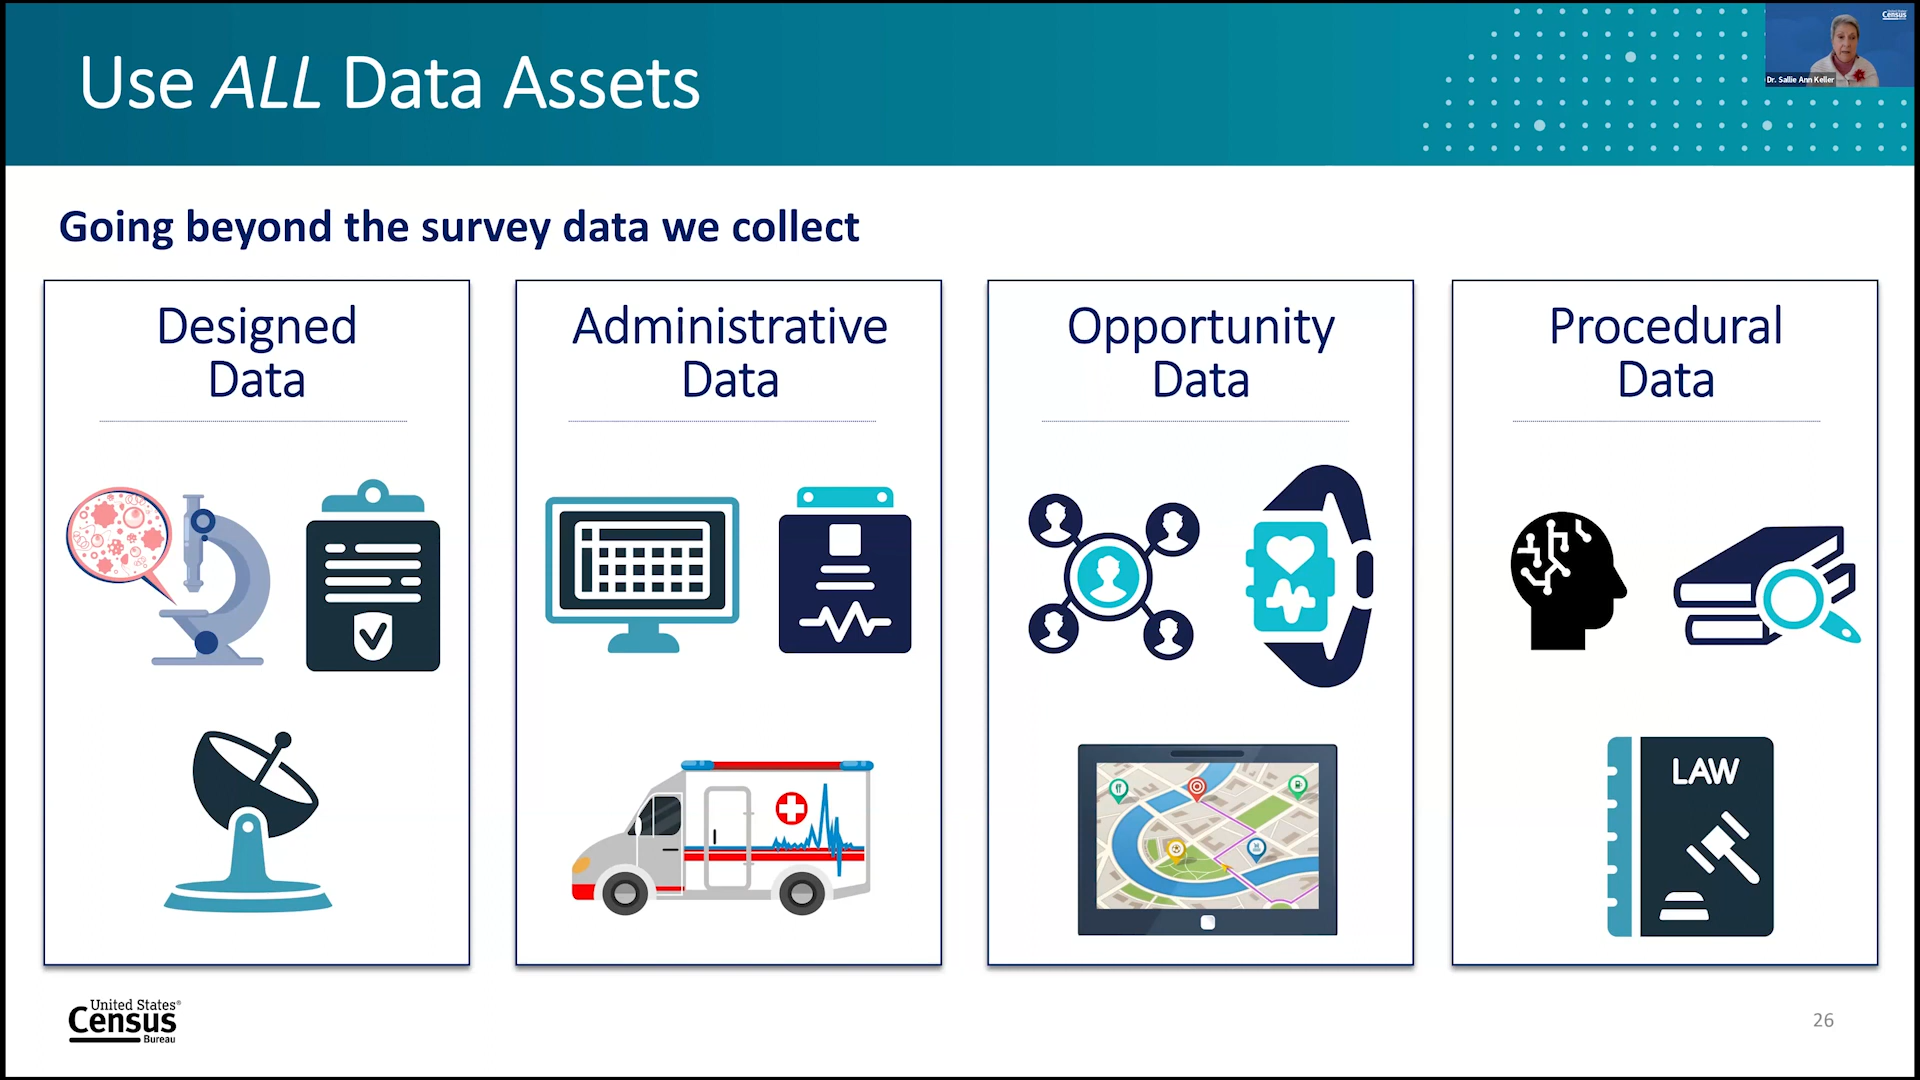 Use ALL Data Assets
Census
Dr. Sallie Ann Keller
Going beyond the survey data we collect
Designed
Data
Administrative
Data
Opportunity
Data
Procedural
Data
LAW
United States®
Census
Bureau
26